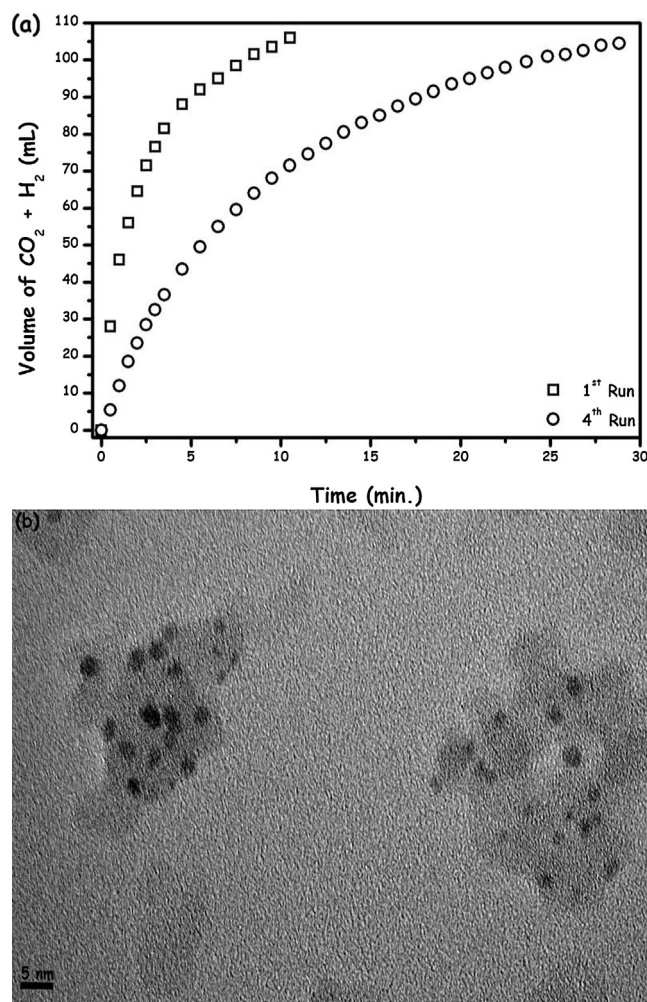 (a)
110
100
90
80
70
60
50
40
30
20
10
0
Volume of CO₂ + H₂ (mL)
1st Run
4th Run
0 5 10 15 20 25 30
Time (min.)
(b)
5 nm